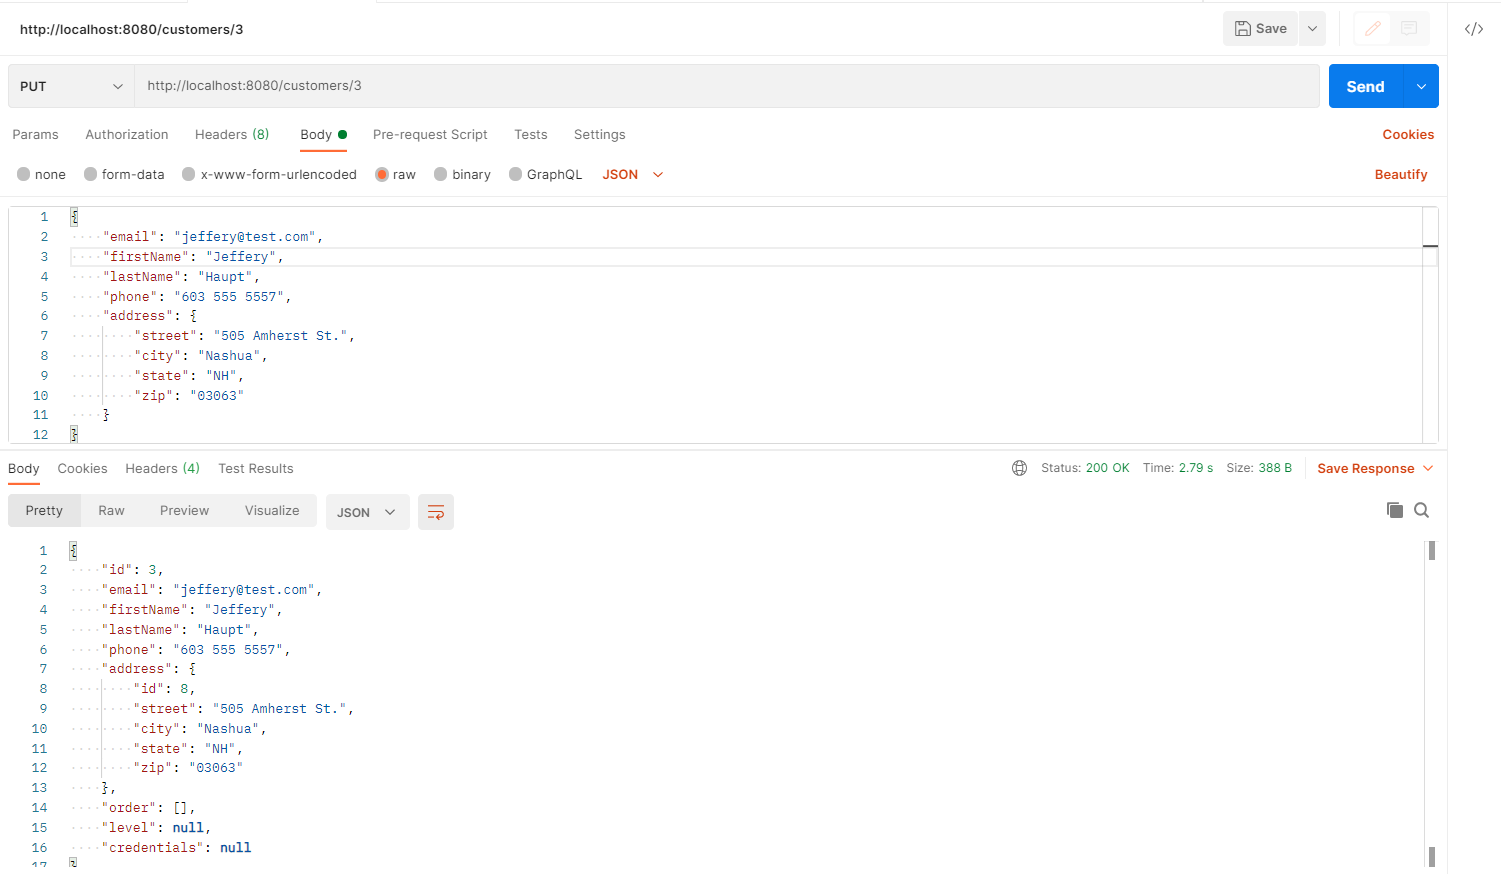 http://localhost:8080/customers/3 Save </>
PUT http://localhost:8080/customers/3 Send
Params Authorization Headers (8) Body Pre-request Script Tests Settings Cookies
none form-data x-www-form-urlencoded raw binary GraphQL JSON Beautify
1 {
2 "email": "jeffery@test.com",
3 "firstName": "Jeffery",
4 "lastName": "Haupt",
5 "phone": "603 555 5557",
6 "address": {
7 "street": "505 Amherst St.",
8 "city": "Nashua",
9 "state": "NH",
10 "zip": "03063"
11 }
12 }
Body Cookies Headers (4) Test Results Status: 200 OK Time: 2.79 s Size: 388 B Save Response
Pretty Raw Preview Visualize JSON
1 {
2 "id": 3,
3 "email": "jeffery@test.com",
4 "firstName": "Jeffery",
5 "lastName": "Haupt",
6 "phone": "603 555 5557",
7 "address": {
8 "id": 8,
9 "street": "505 Amherst St.",
10 "city": "Nashua",
11 "state": "NH",
12 "zip": "03063"
13 },
14 "order": [],
15 "level": null,
16 "credentials": null
17 }